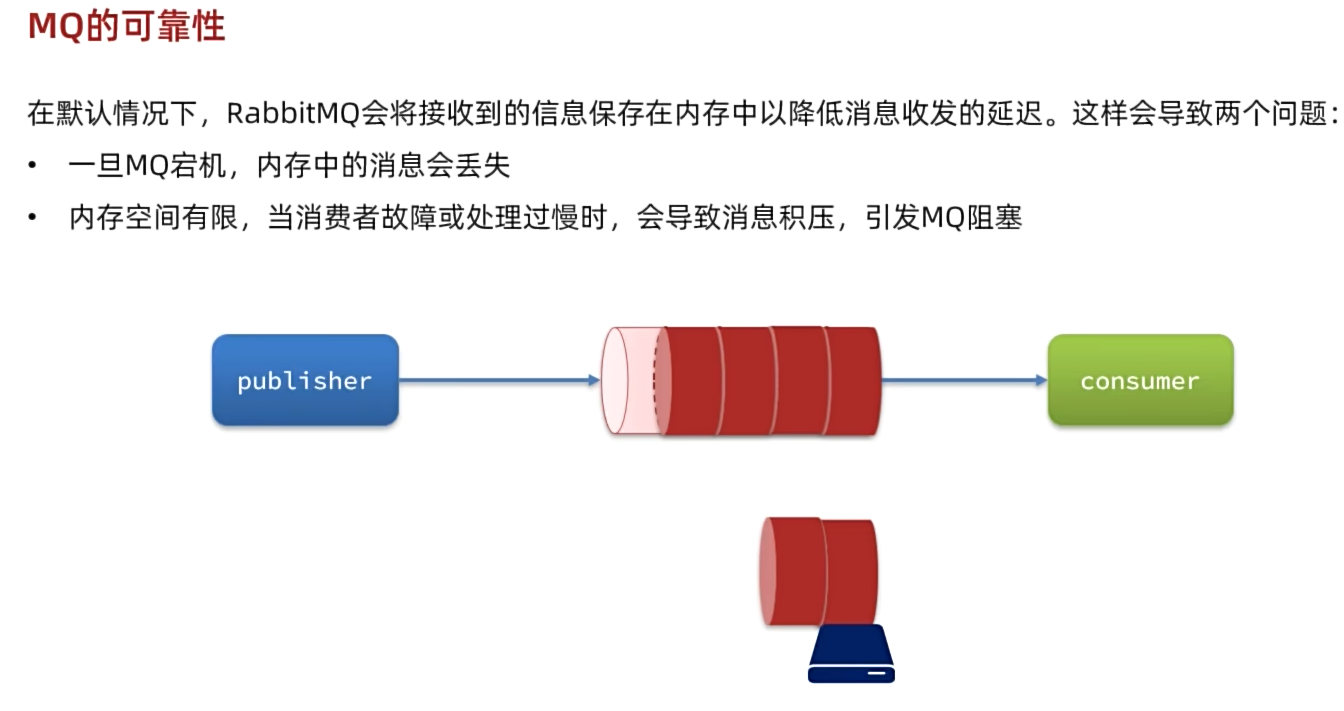 MQ的可靠性
在默认情况下，RabbitMQ会将接收到的信息保存在内存中以降低消息收发的延迟。这样会导致两个问题：
• 一旦MQ宕机，内存中的消息会丢失
• 内存空间有限，当消费者故障或处理过慢时，会导致消息积压，引发MQ阻塞
publisher
consumer